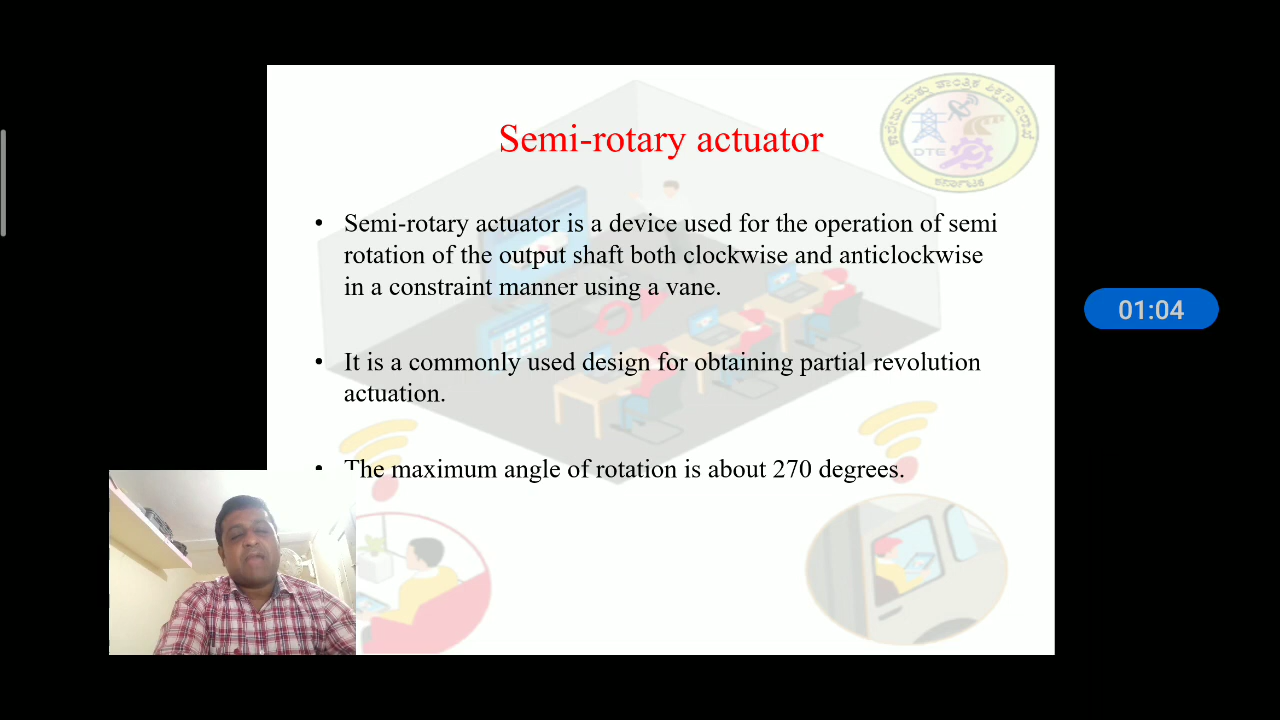 Semi-rotary actuator
• Semi-rotary actuator is a device used for the operation of semi
rotation of the output shaft both clockwise and anticlockwise
in a constraint manner using a vane.
• It is a commonly used design for obtaining partial revolution
actuation.
• The maximum angle of rotation is about 270 degrees.
DTE
ಕರ್ನಾಟಕ
01:04